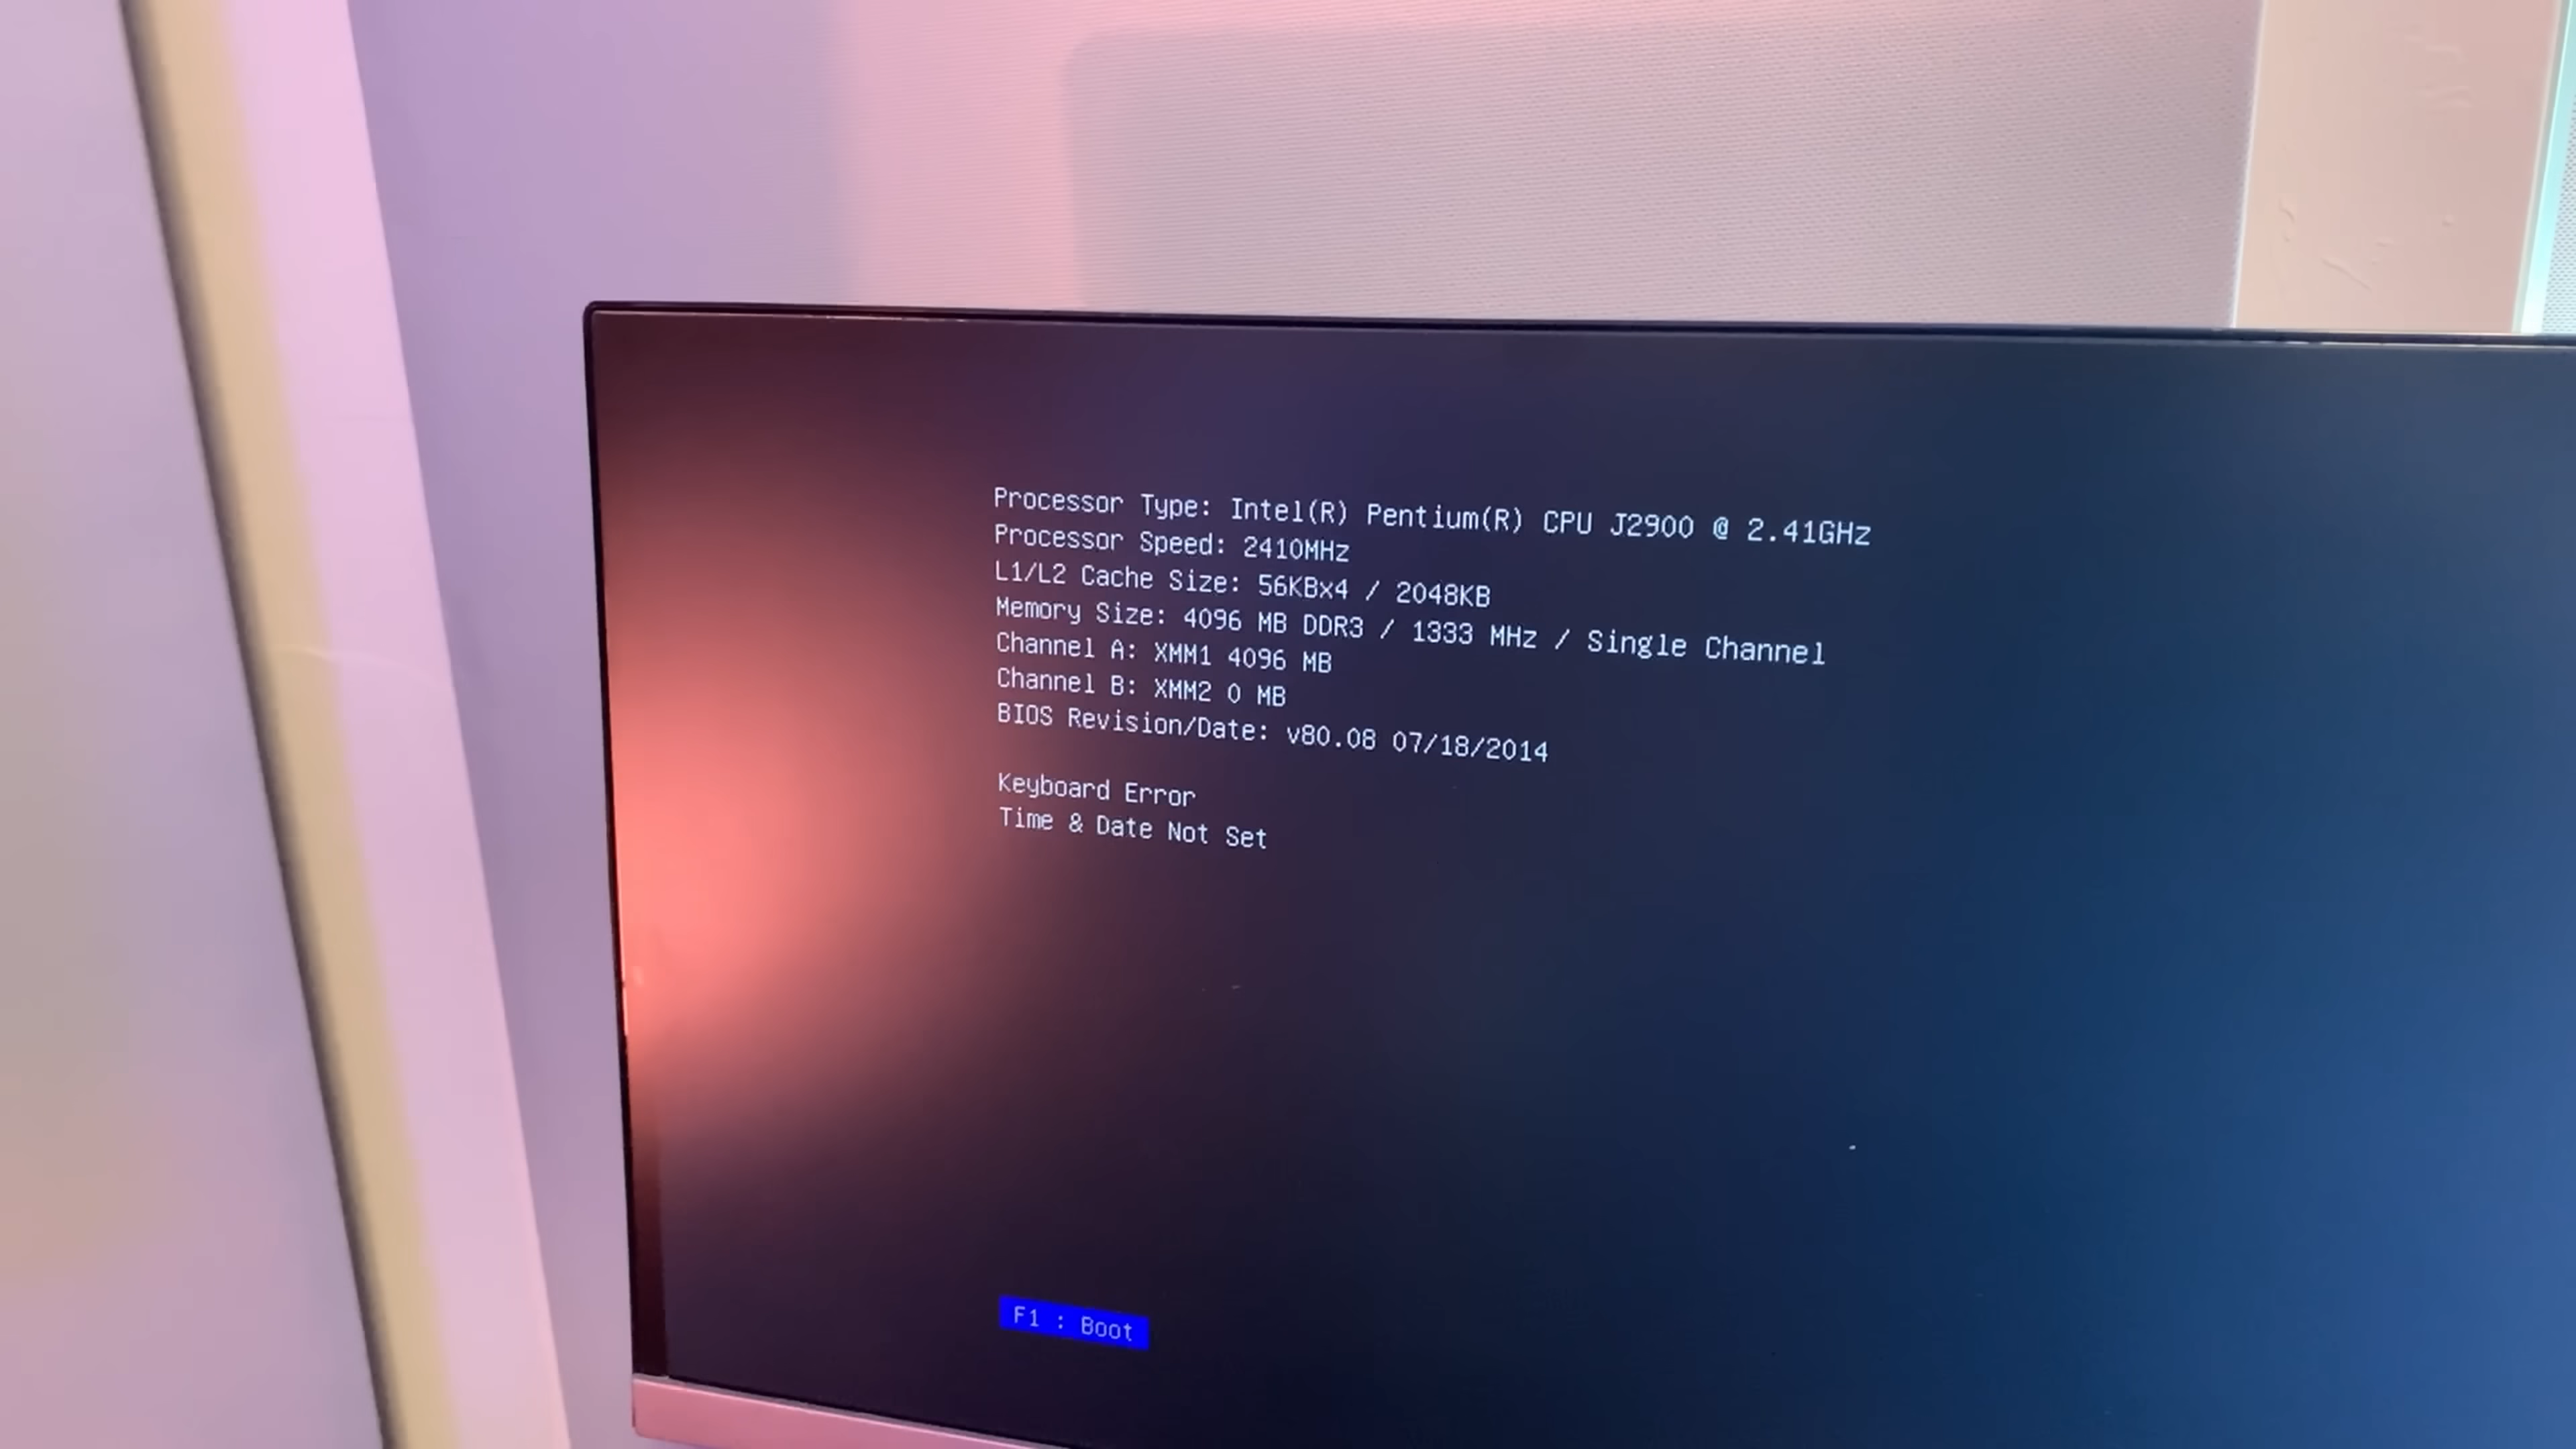 Processor Type: Intel(R) Pentium(R) CPU J2900 @ 2.41GHz
Processor Speed: 2410MHz
L1/L2 Cache Size: 56KBx4 / 2048KB
Memory Size: 4096 MB DDR3 / 1333 MHz / Single Channel
Channel A: XMM1 4096 MB
Channel B: XMM2 0 MB
BIOS Revision/Date: v80.08 07/18/2014
Keyboard Error
Time & Date Not Set
F1 : Boot